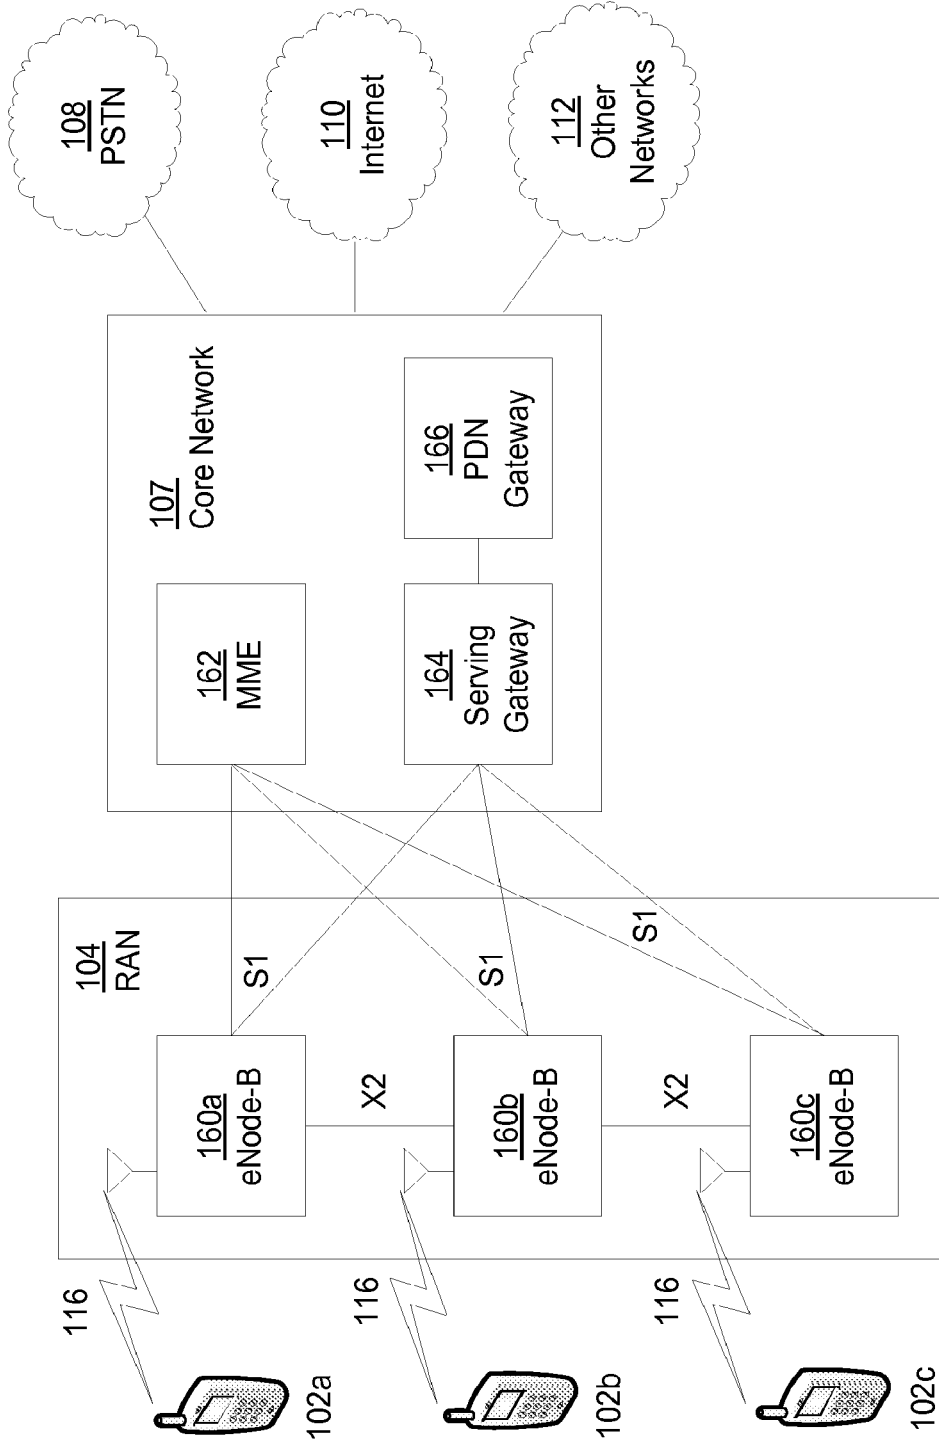 108
PSTN
110
Internet
112
Other
Networks
107
Core Network
162
MME
166
PDN
Gateway
164
Serving
Gateway
104
RAN
S1
S1
S1
160a
eNode-B
X2
160b
eNode-B
X2
160c
eNode-B
116
116
116
102a
102b
102c